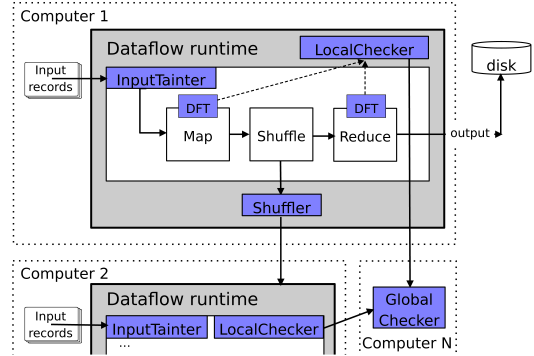 Computer 1
Dataflow runtime
LocalChecker
Input
records
InputTainter
disk
DFT
DFT
Map
Shuffle
Reduce
output
Shuffler
Computer 2
Dataflow runtime
Input
records
InputTainter
LocalChecker
...
Global
Checker
Computer N